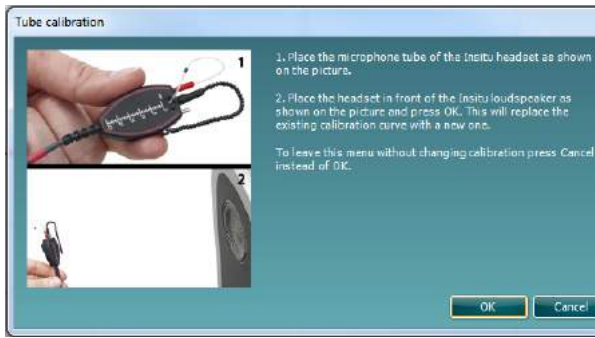 Tube calibration
1
1. Place the microphone tube of the Insitu headset as shown
on the picture.
2. Place the headset in front of the Insitu loudspeaker as
shown on the picture and press OK. This will replace the
existing calibration curve with a new one.
To leave this menu without changing calibration press Cancel
instead of OK.
2
OK
Cancel